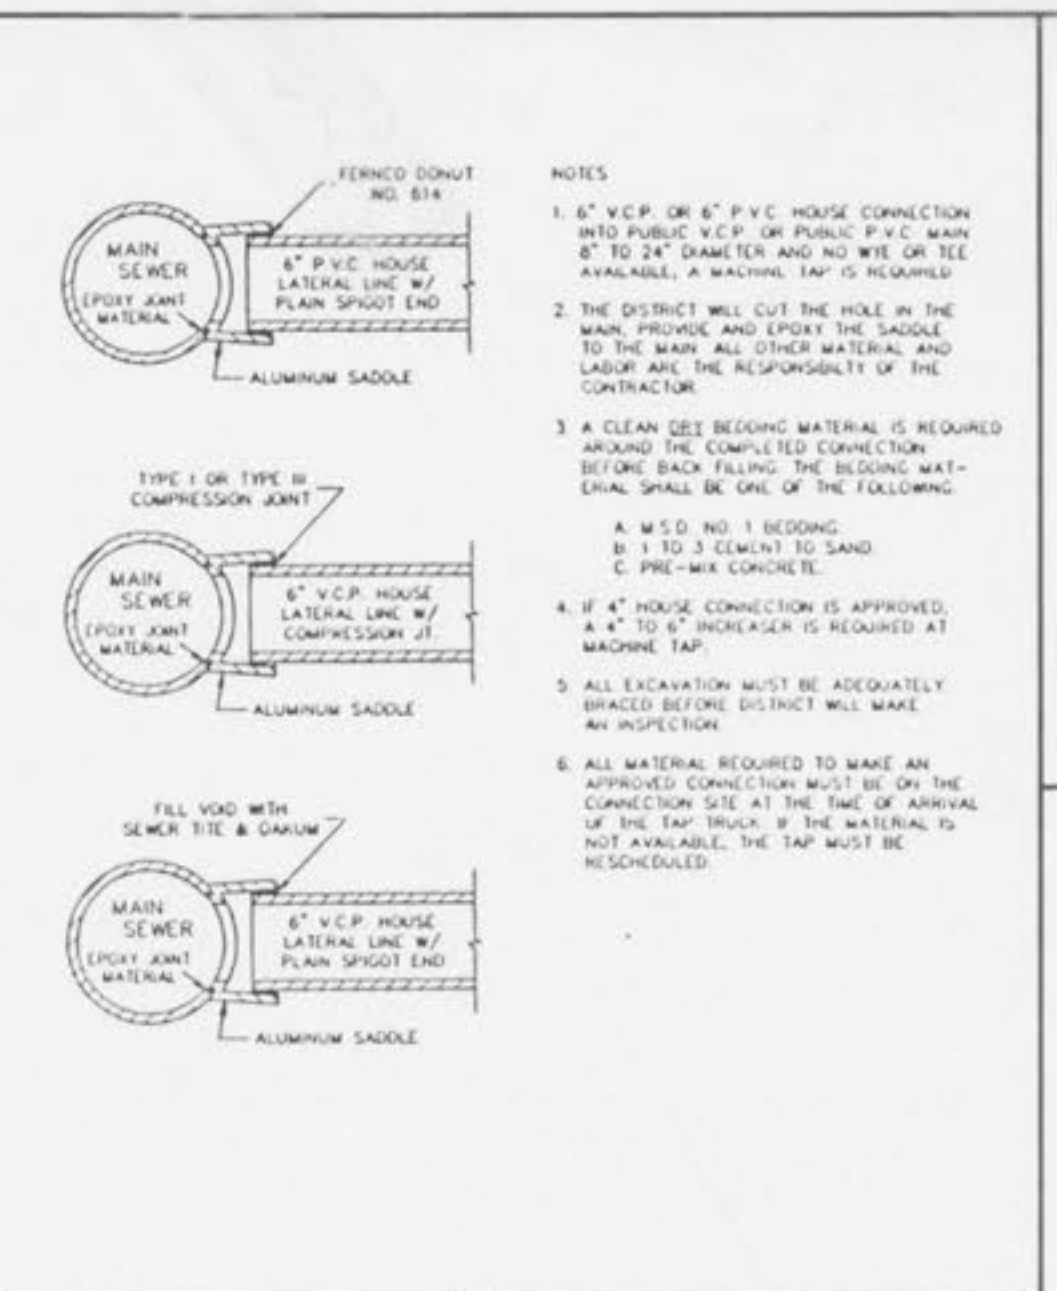 FERNCO DONUT
NO. 614
MAIN
SEWER
EPOXY JOINT
MATERIAL
6" P.V.C. HOUSE
LATERAL LINE W/
PLAIN SPIGOT END
ALUMINUM SADDLE
TYPE I OR TYPE III
COMPRESSION JOINT
MAIN
SEWER
EPOXY JOINT
MATERIAL
6" V.C.P. HOUSE
LATERAL LINE W/
COMPRESSION JT.
ALUMINUM SADDLE
FILL VOID WITH
SEWER TITE & OAKUM
MAIN
SEWER
EPOXY JOINT
MATERIAL
6" V.C.P. HOUSE
LATERAL LINE W/
PLAIN SPIGOT END
ALUMINUM SADDLE
NOTES
1. 6" V.C.P. OR 6" P.V.C. HOUSE CONNECTION
INTO PUBLIC V.C.P. OR PUBLIC P.V.C. MAIN
8" TO 24" DIAMETER AND NO WYE OR TEE
AVAILABLE, A MACHINE TAP IS REQUIRED
2. THE DISTRICT WILL CUT THE HOLE IN THE
MAIN, PROVIDE AND EPOXY THE SADDLE
TO THE MAIN. ALL OTHER MATERIAL AND
LABOR ARE THE RESPONSIBILTY OF THE
CONTRACTOR.
3. A CLEAN DRY BEDDING MATERIAL IS REQUIRED
AROUND THE COMPLETED CONNECTION
BEFORE BACK FILLING. THE BEDDING MAT-
ERIAL SHALL BE ONE OF THE FOLLOWING.
A. M.S.D. NO. 1 BEDDING.
B. 1 TO 3 CEMENT TO SAND.
C. PRE-MIX CONCRETE.
4. IF 4" HOUSE CONNECTION IS APPROVED,
A 4" TO 6" INCREASER IS REQUIRED AT
MACHINE TAP.
5. ALL EXCAVATION MUST BE ADEQUATELY
BRACED BEFORE DISTRICT WILL MAKE
AN INSPECTION.
6. ALL MATERIAL REQUIRED TO MAKE AN
APPROVED CONNECTION MUST BE ON THE
CONNECTION SITE AT THE TIME OF ARRIVAL
OF THE TAP TRUCK. IF THE MATERIAL IS
NOT AVAILABLE, THE TAP MUST BE
RESCHEDULED.